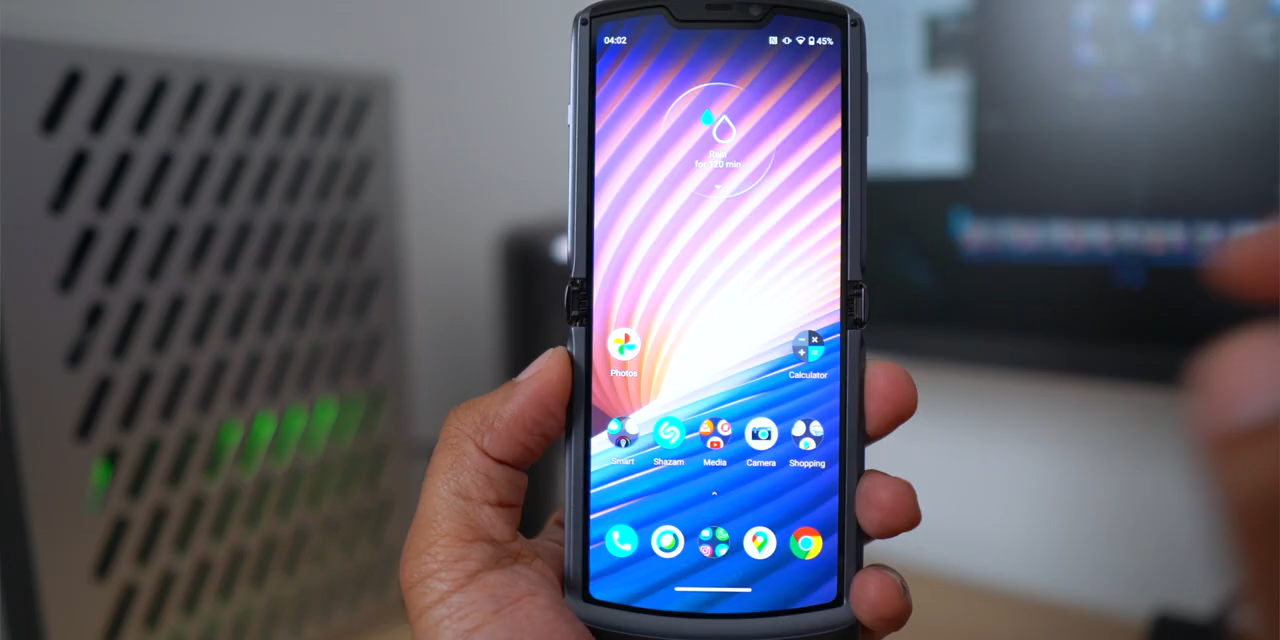 04:02
45%
Rain
for 120 min
Photos
Calculator
Smart
Shazam
Media
Camera
Shopping